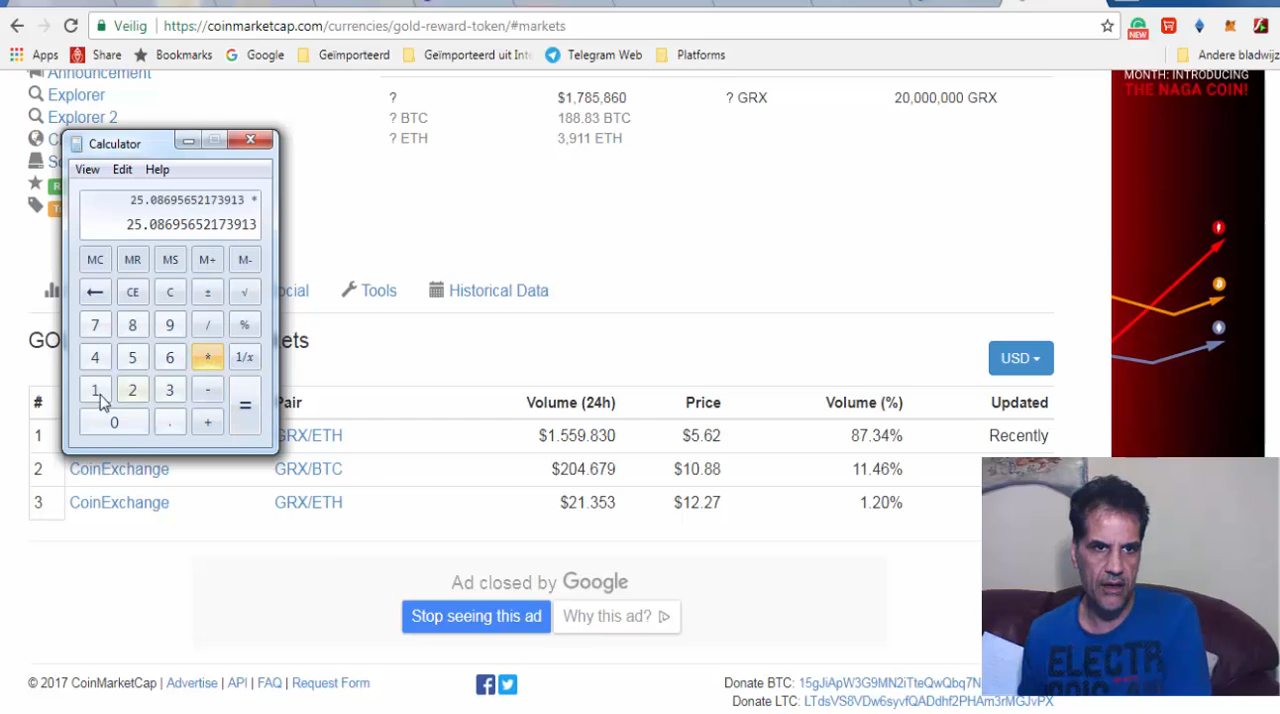 Veilig https://coinmarketcap.com/currencies/gold-reward-token/#markets
NEW
Apps Share Bookmarks Google Geïmporteerd Geïmporteerd uit Inte Telegram Web Platforms Andere bladwijz
Announcement
MONTH: INTRODUCING
THE NAGA COIN!
Explorer
Explorer 2
? $1,785,860 ? GRX 20,000,000 GRX
? BTC 188.83 BTC
? ETH 3,911 ETH
Calculator
View Edit Help
25.08695652173913 *
25.08695652173913
MC MR MS M+ M-
← CE C ± √
7 8 9 / %
4 5 6 * 1/x
1 2 3 - =
0 . +
ocial Tools Historical Data
GO ets
USD
# Pair Volume (24h) Price Volume (%) Updated
1 GRX/ETH $1.559.830 $5.62 87.34% Recently
2 CoinExchange GRX/BTC $204.679 $10.88 11.46%
3 CoinExchange GRX/ETH $21.353 $12.27 1.20%
Ad closed by Google
Stop seeing this ad Why this ad?
© 2017 CoinMarketCap | Advertise | API | FAQ | Request Form
Donate BTC: 15gJiApW3G9MN2iTteQwQbq7N
Donate LTC: LTdsVS8VDw6syvfQADdhf2PHAm3rMGJvPX
ELECTR